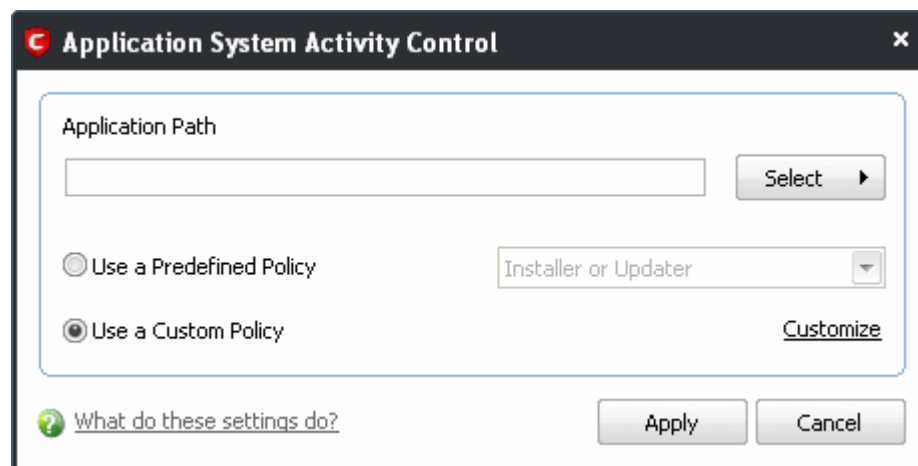 Application System Activity Control
Application Path
Select
Use a Predefined Policy
Installer or Updater
Use a Custom Policy
Customize
What do these settings do?
Apply
Cancel